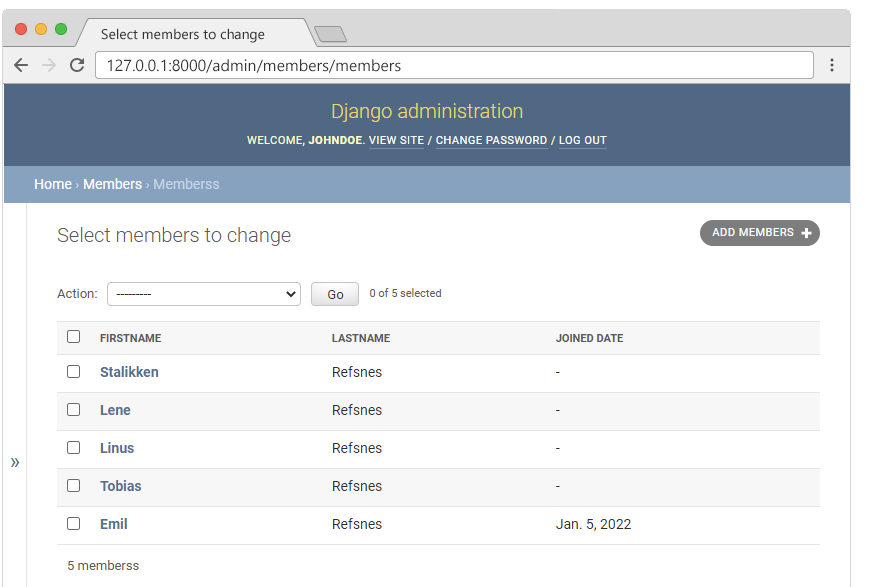 Select members to change
127.0.0.1:8000/admin/members/members
Django administration
WELCOME, JOHNDOE. VIEW SITE / CHANGE PASSWORD / LOG OUT
Home › Members › Memberss
Select members to change
ADD MEMBERS +
Action: --------- Go 0 of 5 selected
FIRSTNAME LASTNAME JOINED DATE
Stalikken Refsnes -
Lene Refsnes -
Linus Refsnes -
Tobias Refsnes -
Emil Refsnes Jan. 5, 2022
»
5 memberss